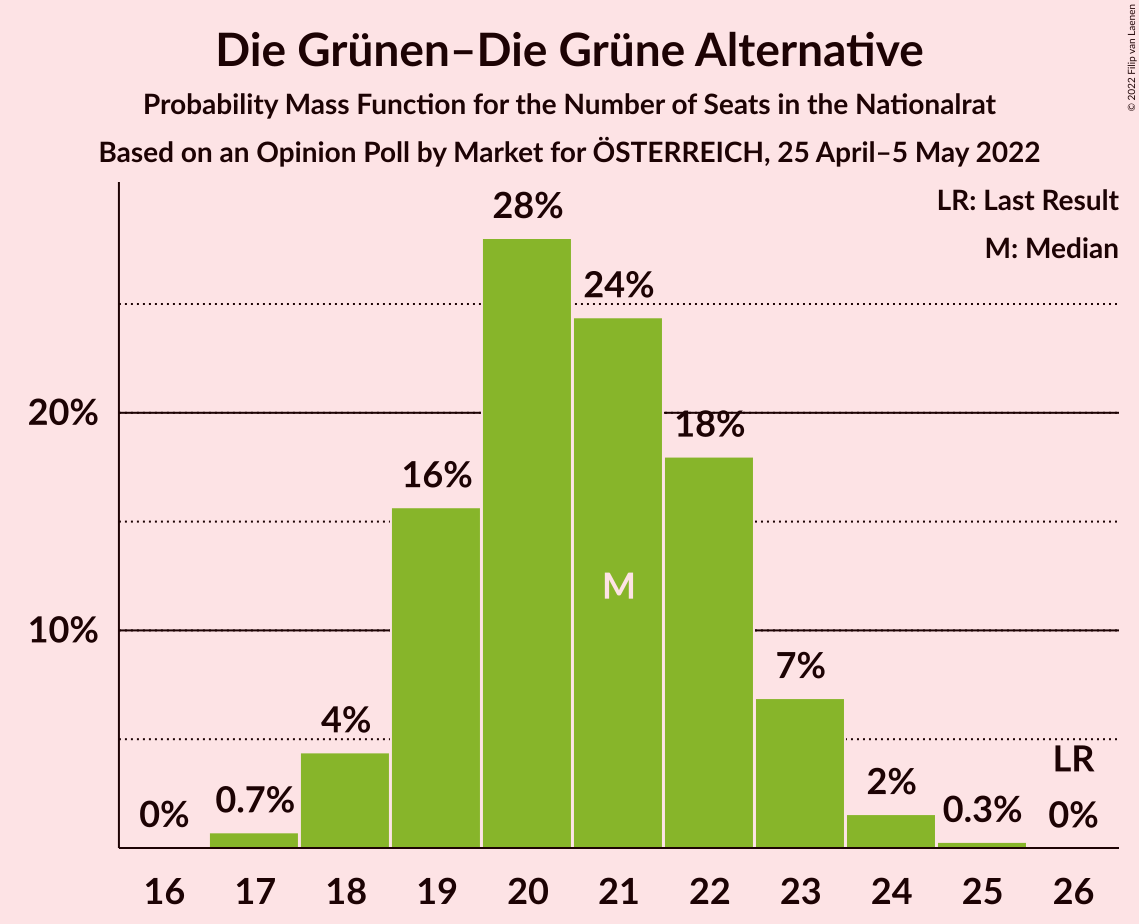 Die Grünen–Die Grüne Alternative
Probability Mass Function for the Number of Seats in the Nationalrat
Based on an Opinion Poll by Market for ÖSTERREICH, 25 April–5 May 2022
© 2022 Filip van Laenen
LR: Last Result
M: Median
28%
24%
20%
18%
16%
M
10%
7%
4%
LR
2%
0.7%
0.3%
0%
0%
16 17 18 19 20 21 22 23 24 25 26